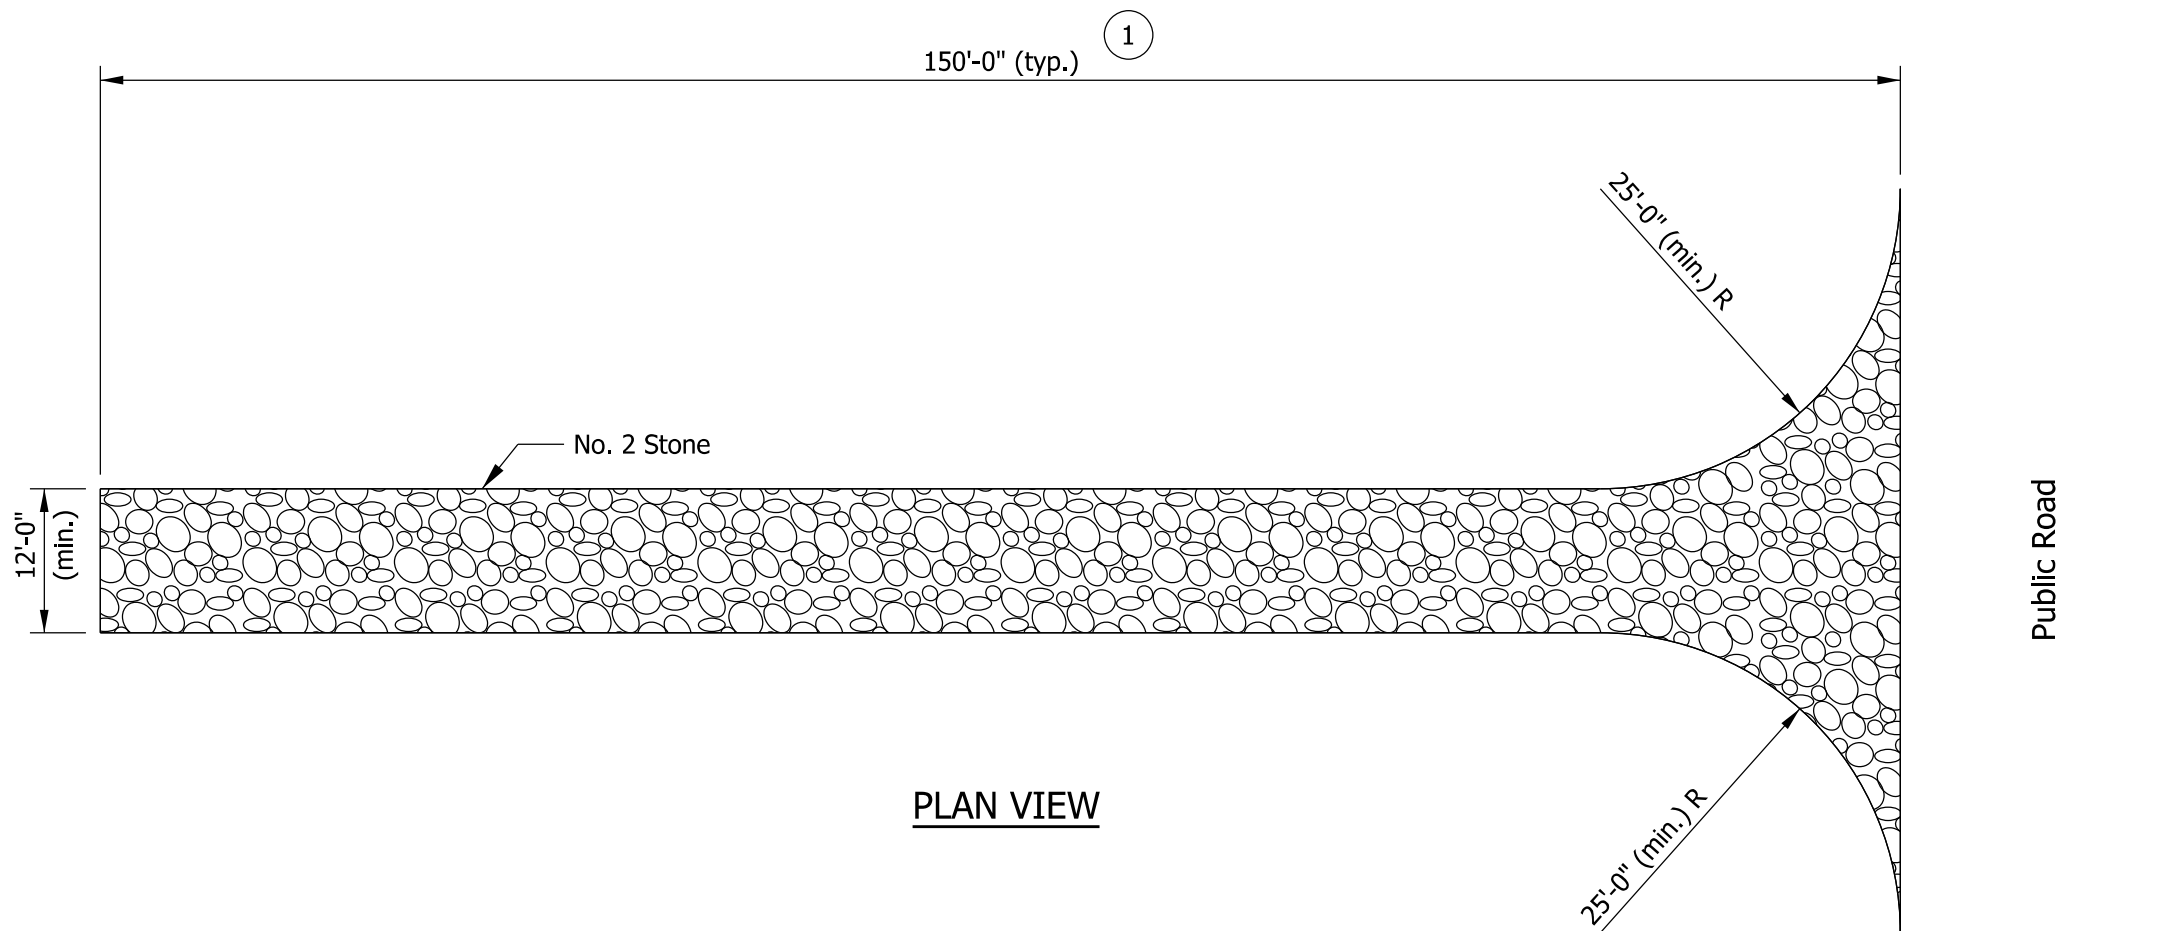 1
150'-0" (typ.)
25'-0" (min.) R
No. 2 Stone
12'-0"
(min.)
Public Road
PLAN VIEW
25'-0" (min.) R